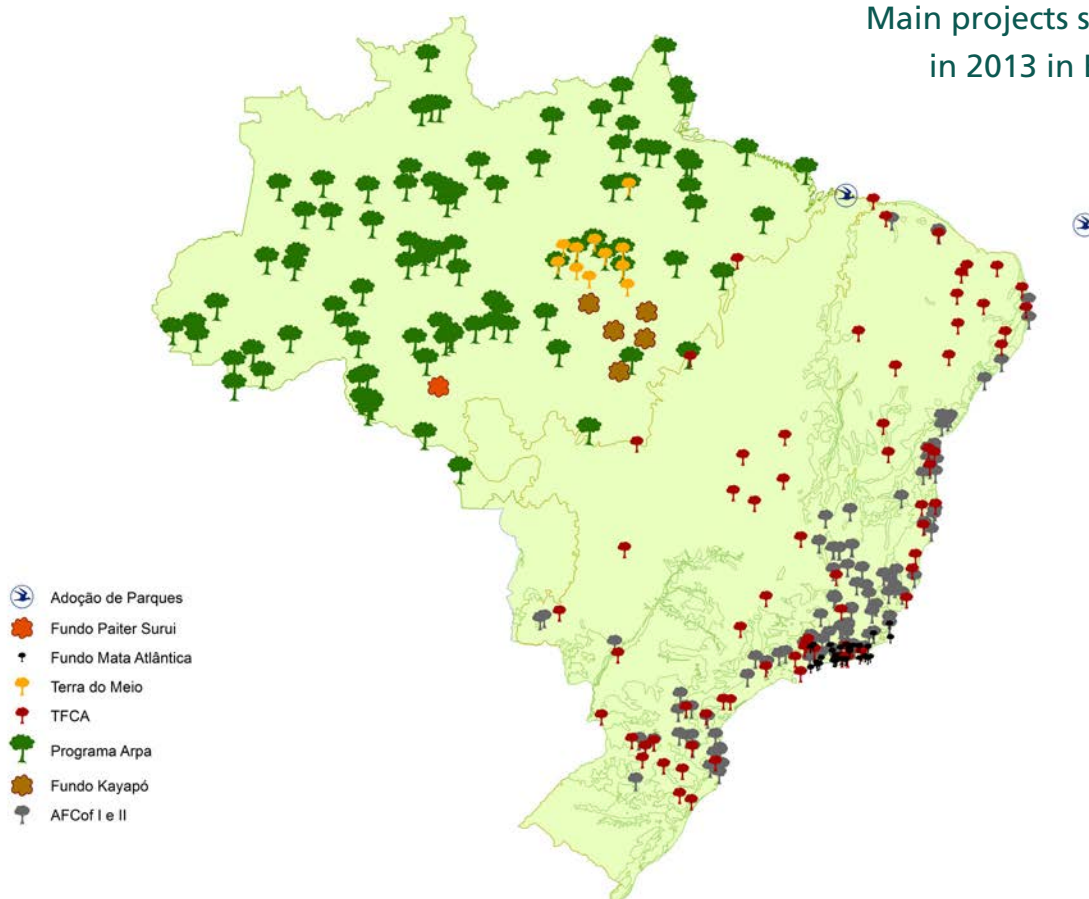 Main projects s
in 2013 in
Adoção de Parques
Fundo Paiter Surui
Fundo Mata Atlântica
Terra do Meio
TFCA
Programa Arpa
Fundo Kayapó
AFCof I e II